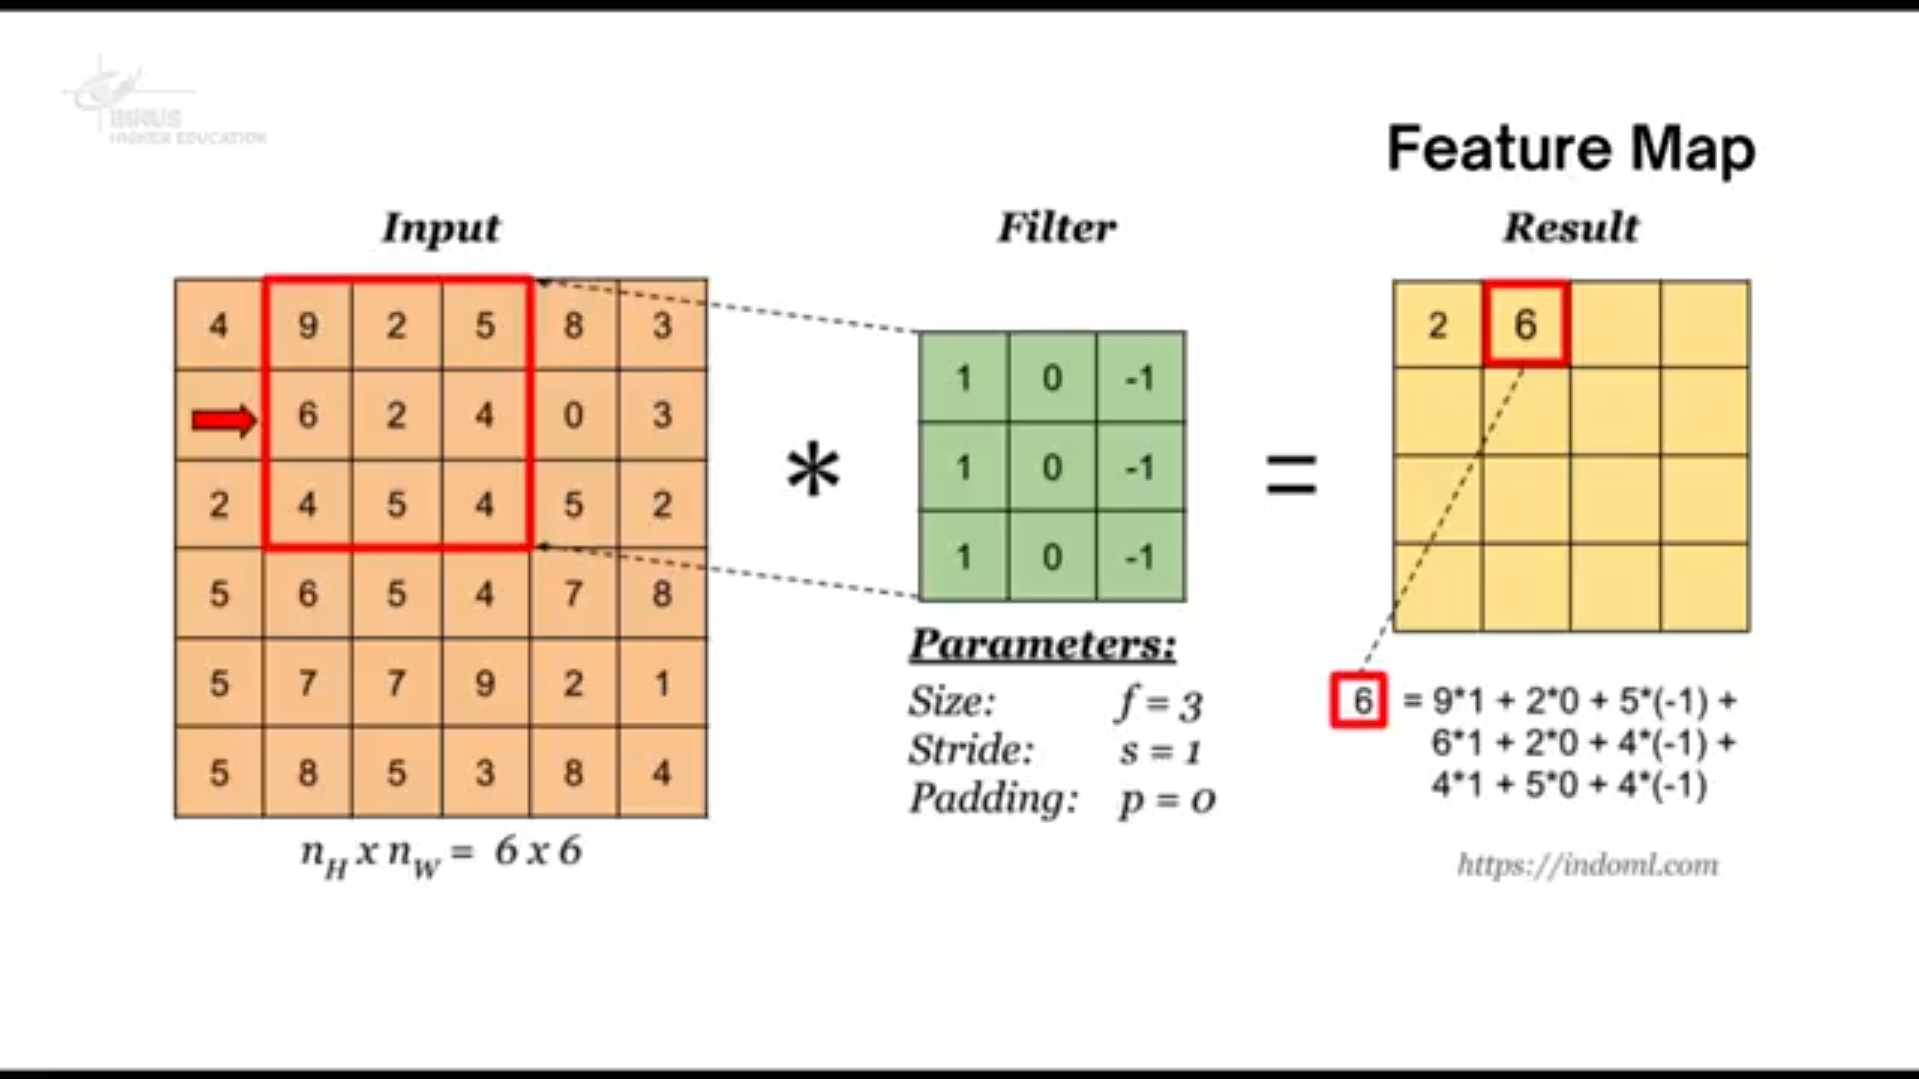 BINUS
HIGHER EDUCATION
Feature Map
Input
Filter
Result
4 9 2 5 8 3
6 2 4 0 3
2 4 5 4 5 2
5 6 5 4 7 8
5 7 7 9 2 1
5 8 5 3 8 4
n_H x n_W = 6 x 6
*
1 0 -1
1 0 -1
1 0 -1
Parameters:
Size: f = 3
Stride: s = 1
Padding: p = 0
=
2 6
6 = 9*1 + 2*0 + 5*(-1) +
6*1 + 2*0 + 4*(-1) +
4*1 + 5*0 + 4*(-1)
https://indoml.com